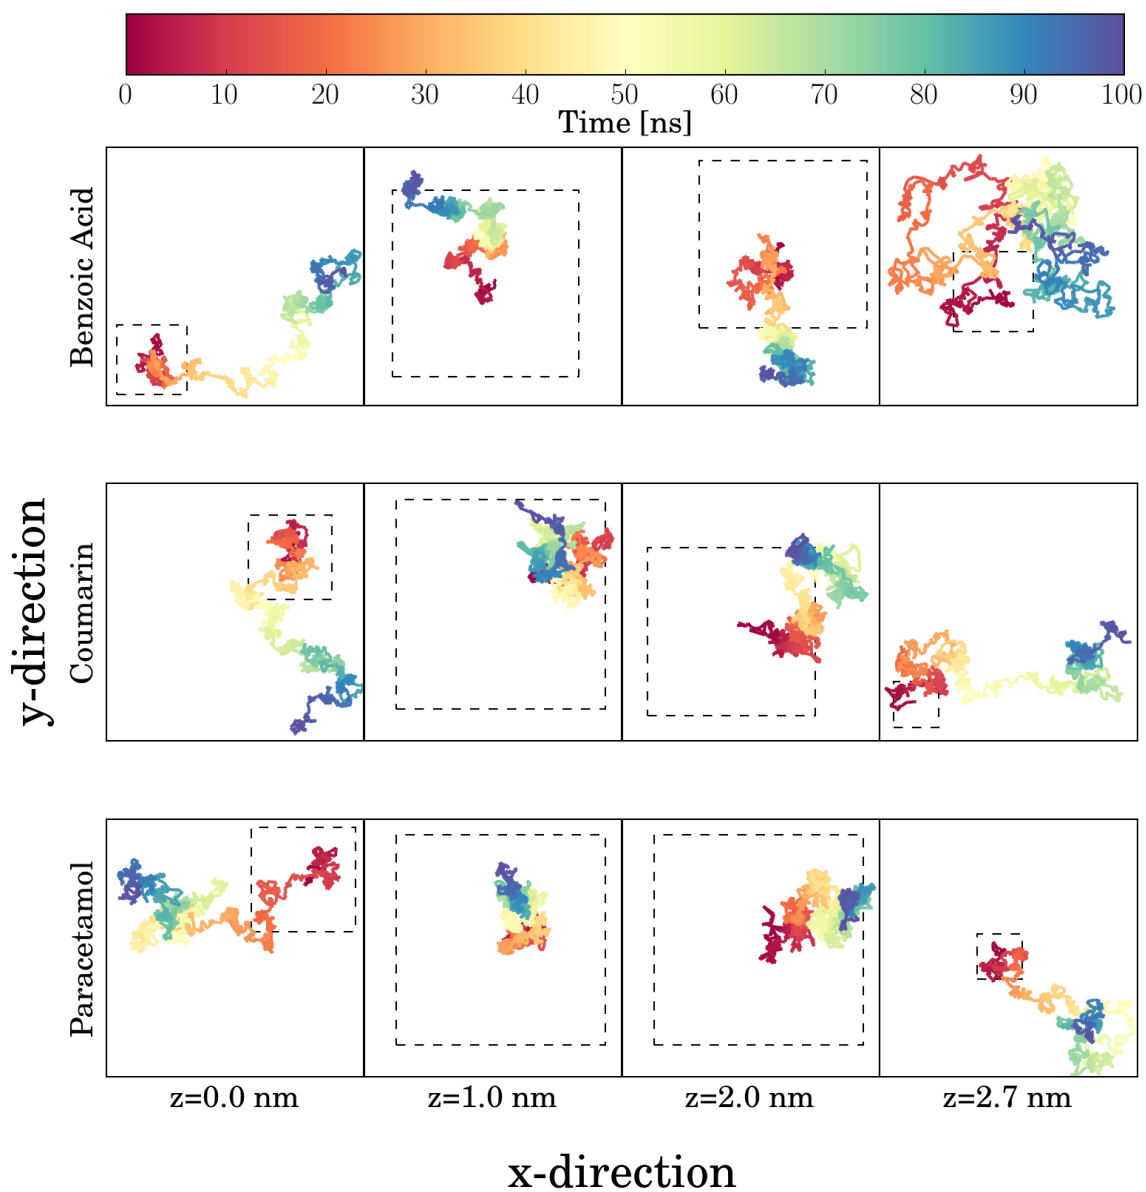 0 10 20 30 40 50 60 70 80 90 100
Time [ns]
Benzoic Acid
Coumarin
Paracetamol
y-direction
z=0.0 nm z=1.0 nm z=2.0 nm z=2.7 nm
x-direction